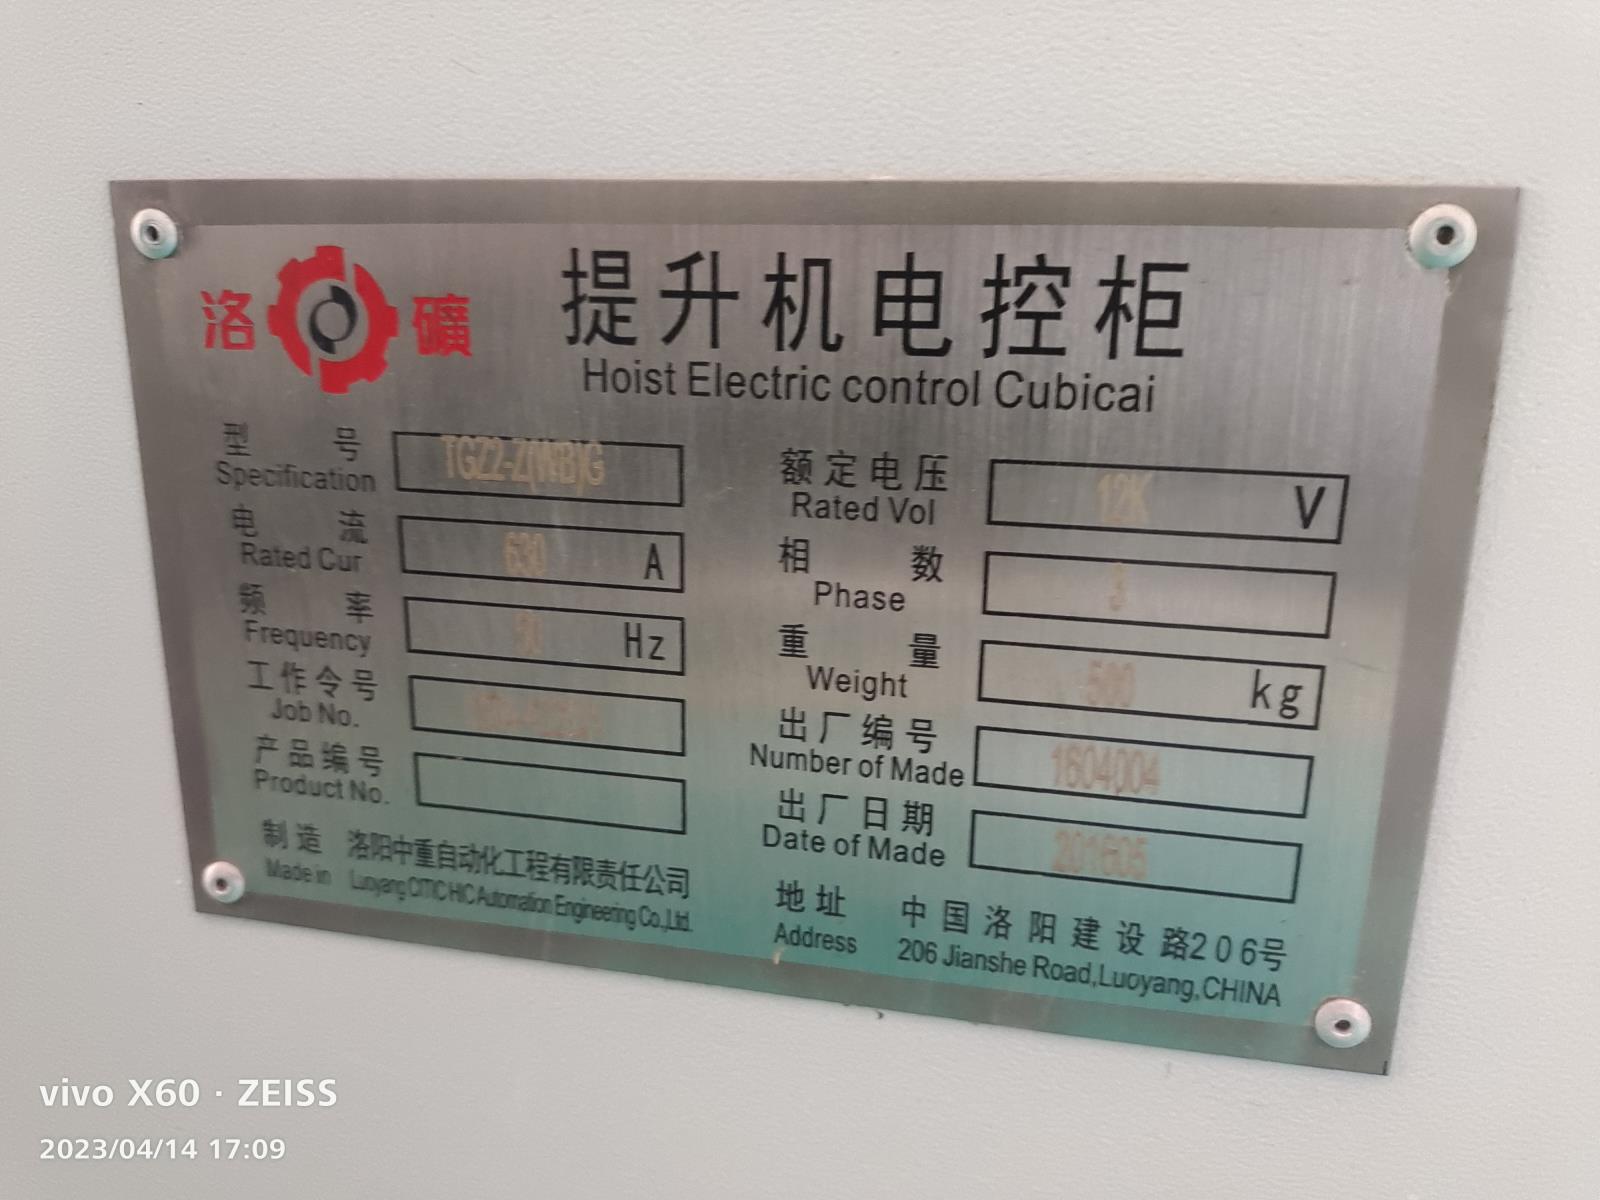 洛 礦
提升机电控柜
Hoist Electric control Cubicai
型号 TGZ2-Z(WB)G
Specification
电流 630 A
Rated Cur
频率 50 Hz
Frequency
工作令号
Job No.
产品编号
Product No.
制造 洛阳中重自动化工程有限责任公司
Made in Luoyang CITIC HIC Automation Engineering Co.,Ltd.
额定电压 12K V
Rated Vol
相数 3
Phase
重量 500 kg
Weight
出厂编号 1604004
Number of Made
出厂日期 201605
Date of Made
地址 中国洛阳建设路206号
Address 206 Jianshe Road,Luoyang,CHINA
vivo X60 · ZEISS
2023/04/14 17:09